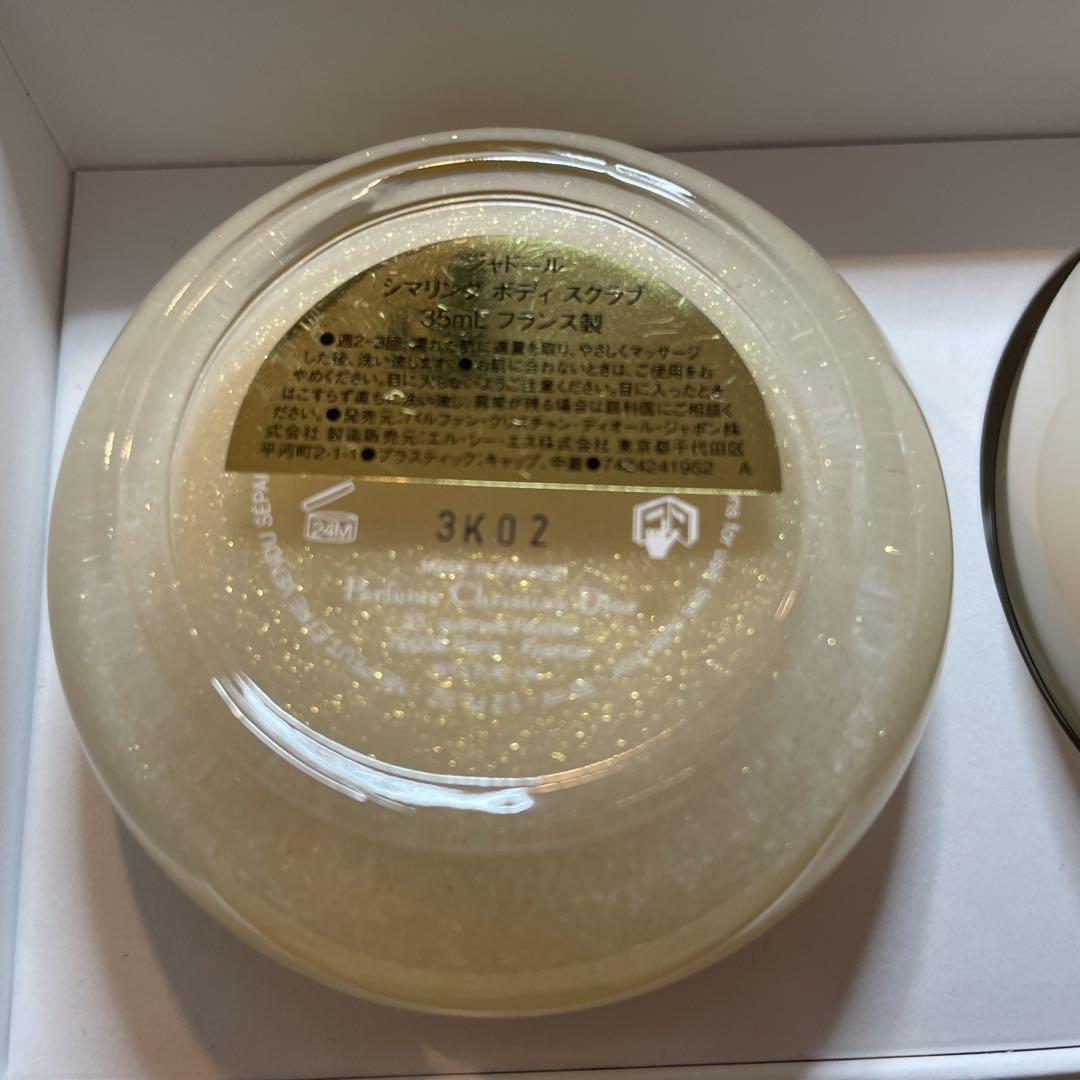 ジャドール
シマリング ボディ スクラブ
35mL フランス製
●週2~3回、濡れた肌に適量を取り、やさしくマッサージ
した後、洗い流します。●お肌に合わないときは、ご使用をお
やめください。目に入らないようご注意ください。目に入ったとき
はこすらず直ちに洗い流し、異常が残る場合は眼科医にご相談く
ださい。●発売元:パルファン・クリスチャン・ディオール・ジャポン株
式会社 製造販売元:エル・シー・エス株式会社 東京都千代田区
平河町2-1-1●プラスティック:キャップ、中蓋●7424241952 A
24M
3K02
Parfums Christian Dior
PEUT ETRE VENDU SÉPAR